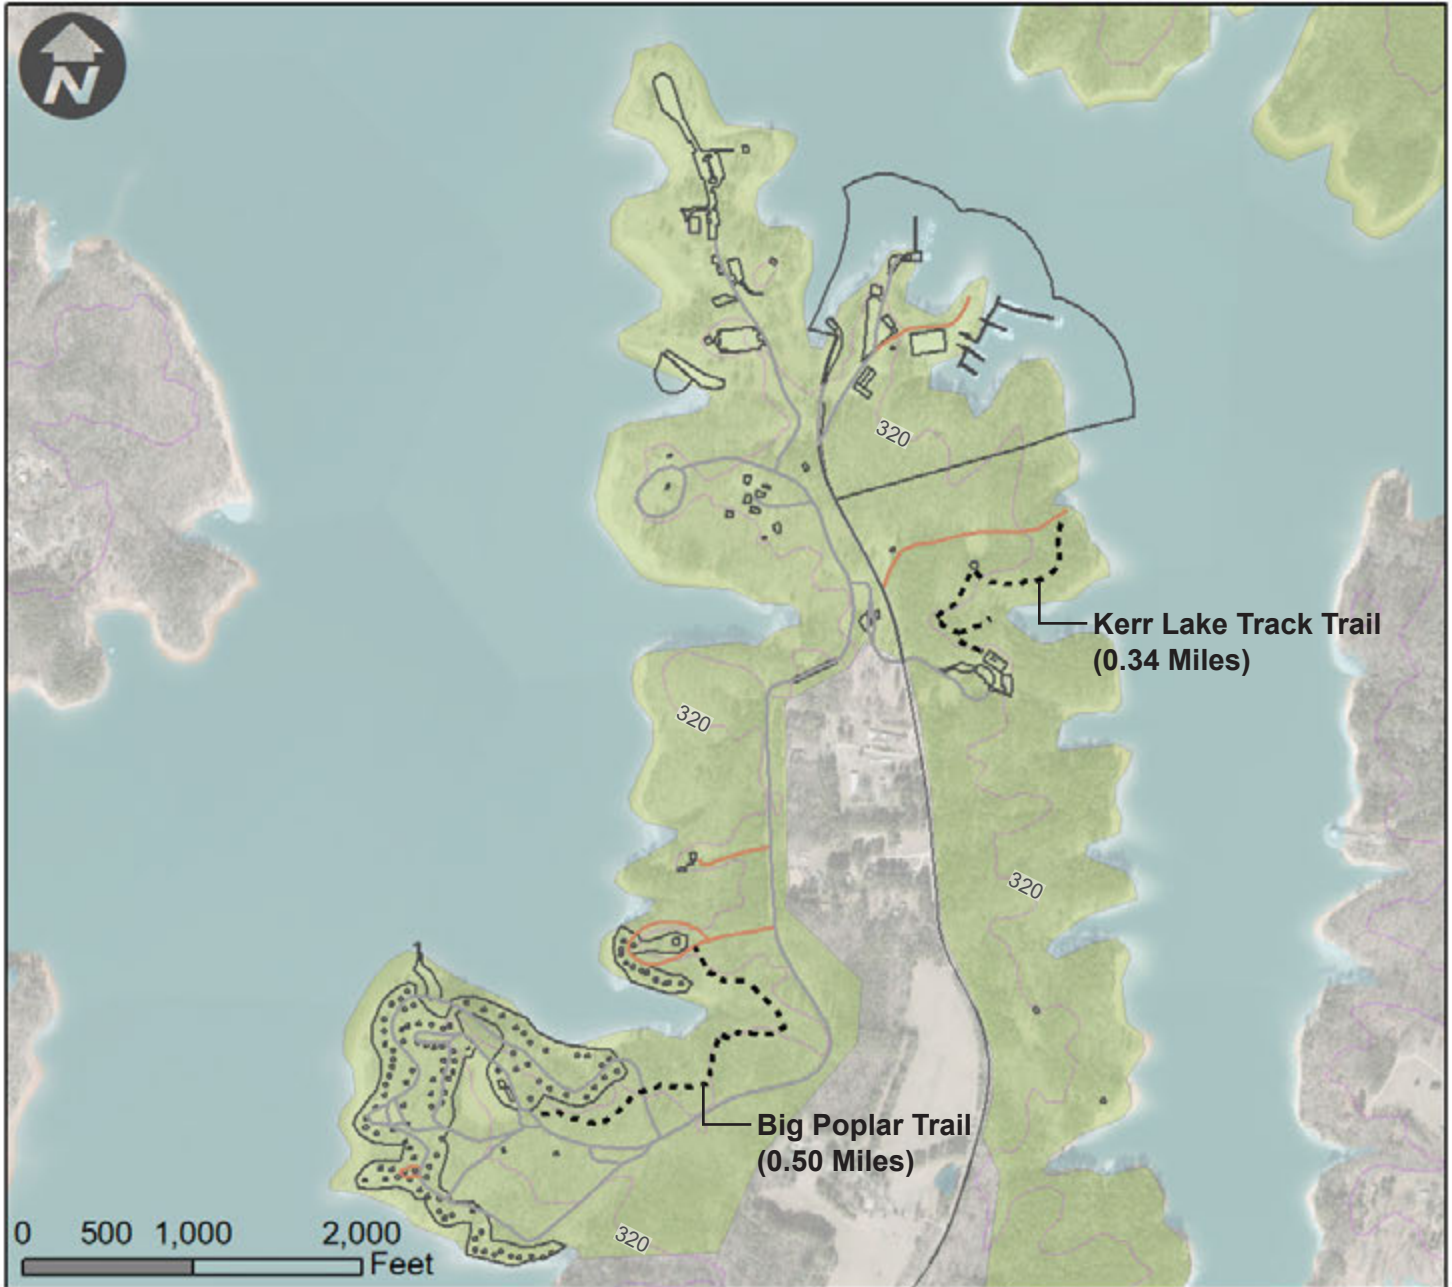 N
320
Kerr Lake Track Trail
(0.34 Miles)
320
320
Big Poplar Trail
(0.50 Miles)
320
0 500 1,000 2,000
Feet